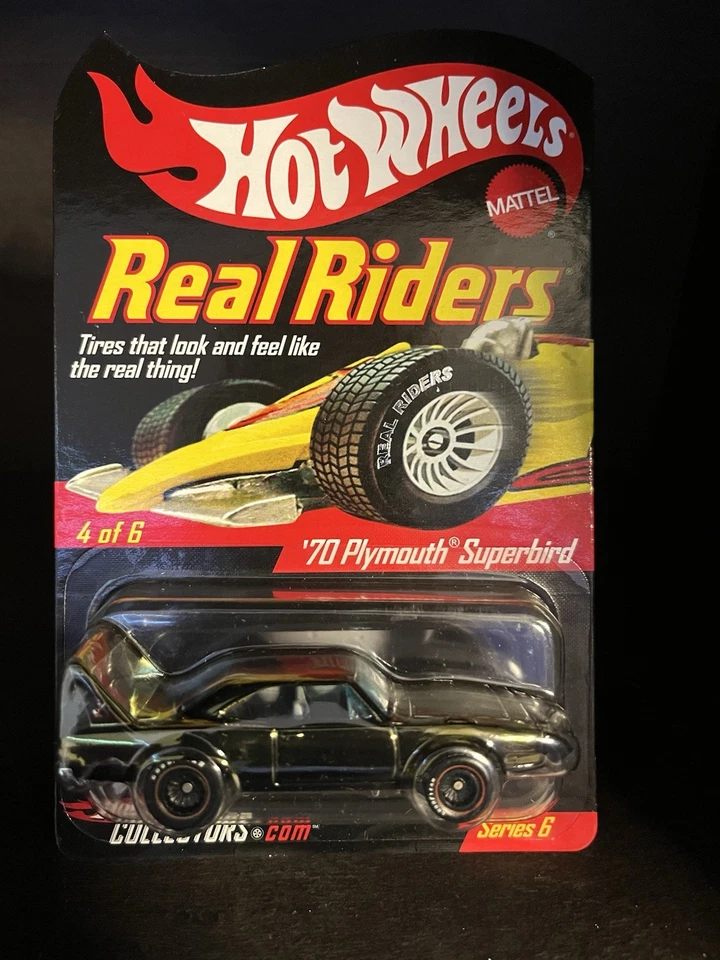 HOT WHEELS®
MATTEL®
Real Riders®
Tires that look and feel like
the real thing!
REAL RIDERS
4 of 6
'70 Plymouth® Superbird
COLLECTORS.com™
Series 6